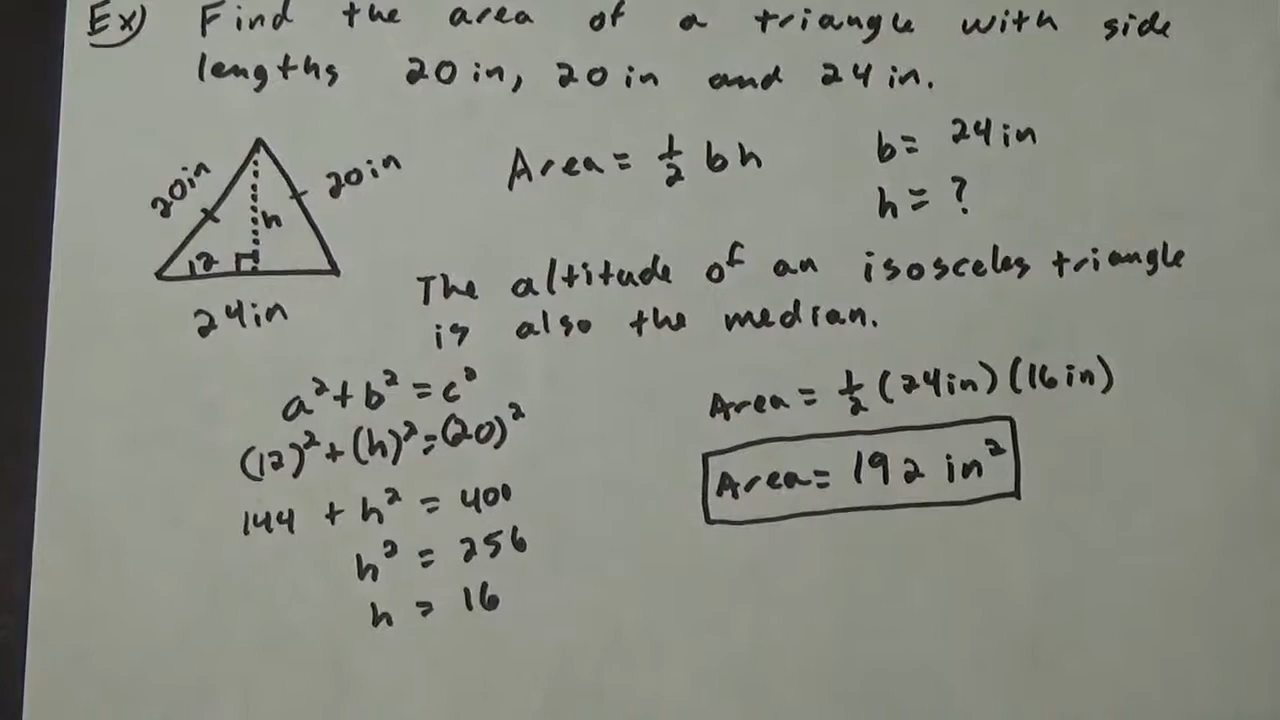 Ex) Find the area of a triangle with side
lengths 20 in, 20 in and 24 in.
20in
20in
h
12
24in
Area = 1/2 bh
b = 24 in
h = ?
The altitude of an isosceles triangle
is also the median.
a² + b² = c²
(12)² + (h)² = (20)²
144 + h² = 400
h² = 256
h = 16
Area = 1/2 (24in) (16in)
Area = 192 in²